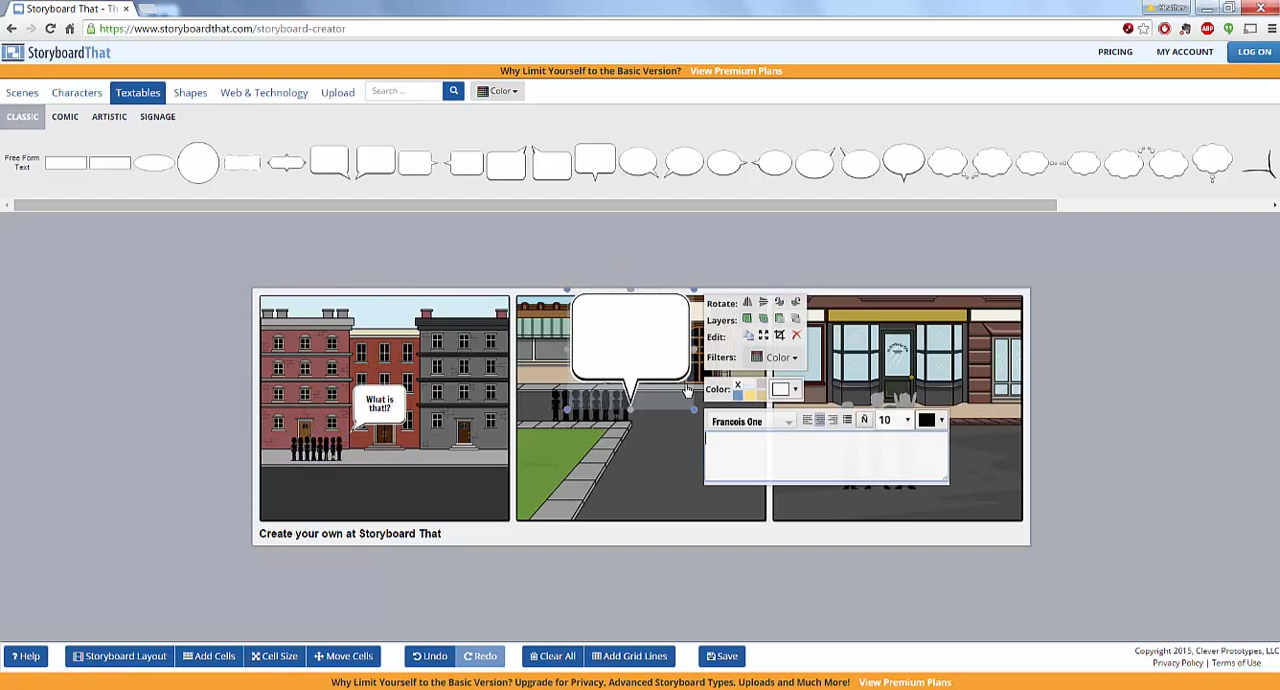 Storyboard That - Th
Heather
https://www.storyboardthat.com/storyboard-creator
ABP
StoryboardThat
PRICING
MY ACCOUNT
LOG ON
Why Limit Yourself to the Basic Version? View Premium Plans
Scenes
Characters
Textables
Shapes
Web & Technology
Upload
Search ...
Color
CLASSIC
COMIC
ARTISTIC
SIGNAGE
Free Form
Text
Rotate:
Layers:
Edit:
Filters:
Color
Color:
X
What is
that!?
Francois One
Ñ
10
Create your own at Storyboard That
? Help
Storyboard Layout
Add Cells
Cell Size
Move Cells
Undo
Redo
Clear All
Add Grid Lines
Save
Copyright 2015, Clever Prototypes, LLC
Privacy Policy | Terms of Use
Why Limit Yourself to the Basic Version? Upgrade for Privacy, Advanced Storyboard Types, Uploads and Much More! View Premium Plans